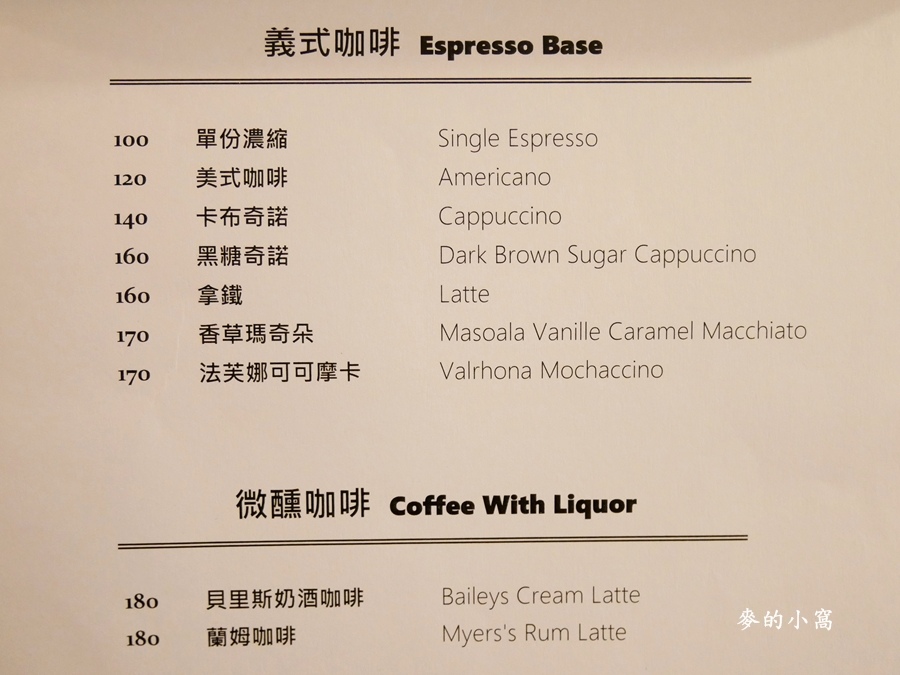 義式咖啡 Espresso Base
100 單份濃縮 Single Espresso
120 美式咖啡 Americano
140 卡布奇諾 Cappuccino
160 黑糖奇諾 Dark Brown Sugar Cappuccino
160 拿鐵 Latte
170 香草瑪奇朵 Masoala Vanille Caramel Macchiato
170 法芙娜可可摩卡 Valrhona Mochaccino
微醺咖啡 Coffee With Liquor
180 貝里斯奶酒咖啡 Baileys Cream Latte
180 蘭姆咖啡 Myers's Rum Latte
麥的小窩